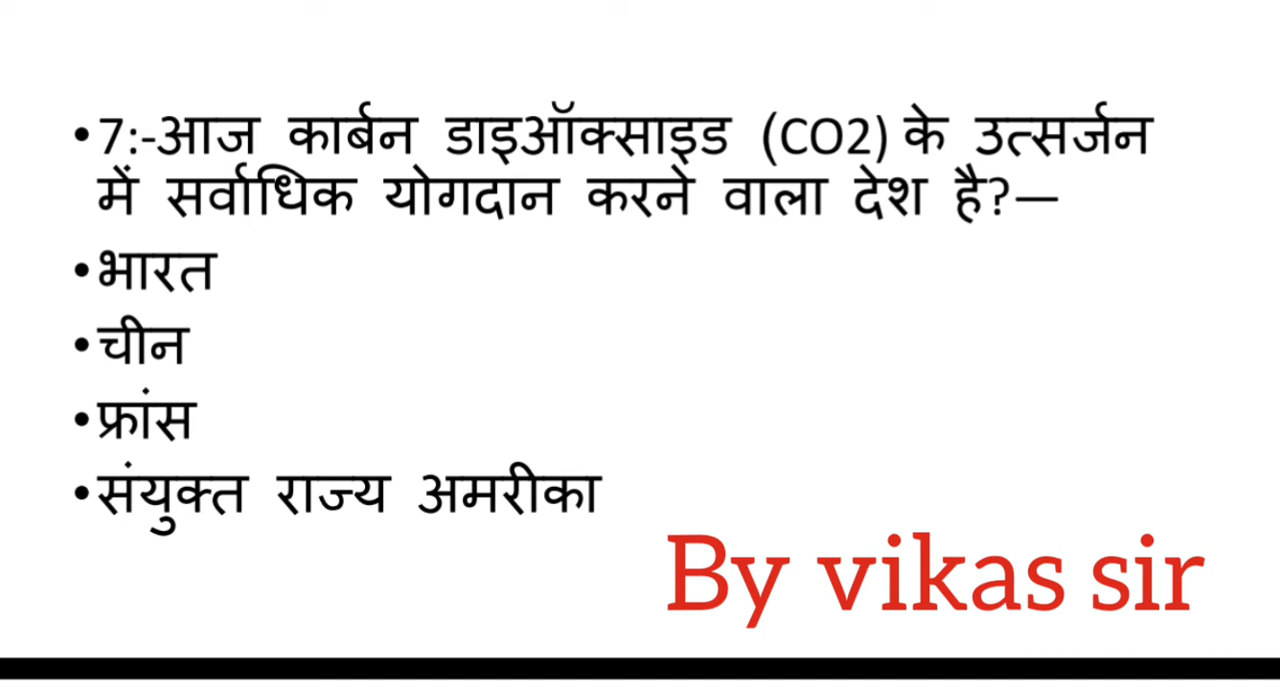 •7:-आज कार्बन डाइऑक्साइड (CO2) के उत्सर्जन
में सर्वाधिक योगदान करने वाला देश है?—
•भारत
•चीन
•फ्रांस
•संयुक्त राज्य अमरीका
By vikas sir